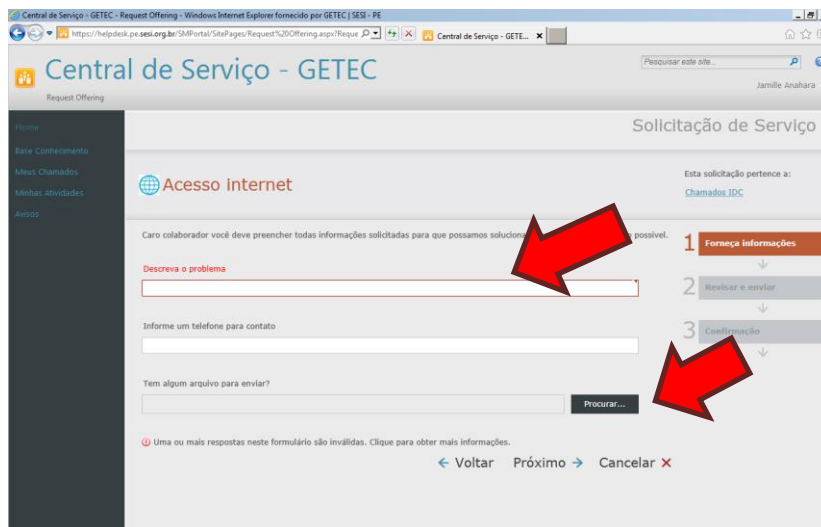 Central de Serviço - GETEC - Request Offering - Windows Internet Explorer fornecido por GETEC | SESI - PE
https://helpdesk.pe.sesi.org.br/SMPortal/SitePages/Request%20Offering.aspx?Reque
Central de Serviço - GETE...
Central de Serviço - GETEC
Request Offering
Pesquisar este site...
Jamille Anahara
Solicitação de Serviço
Home
Base Conhecimento
Meus Chamados
Minhas Atividades
Avisos
Acesso internet
Esta solicitação pertence a:
Chamados IDC
Caro colaborador você deve preencher todas informações solicitadas para que possamos soluciona possivel.
Descreva o problema
*
Informe um telefone para contato
Tem algum arquivo para enviar?
Procurar...
Uma ou mais respostas neste formulário são inválidas. Clique para obter mais informações.
Voltar Próximo Cancelar
1 Forneça informações
2 Revisar e enviar
3 Confirmação